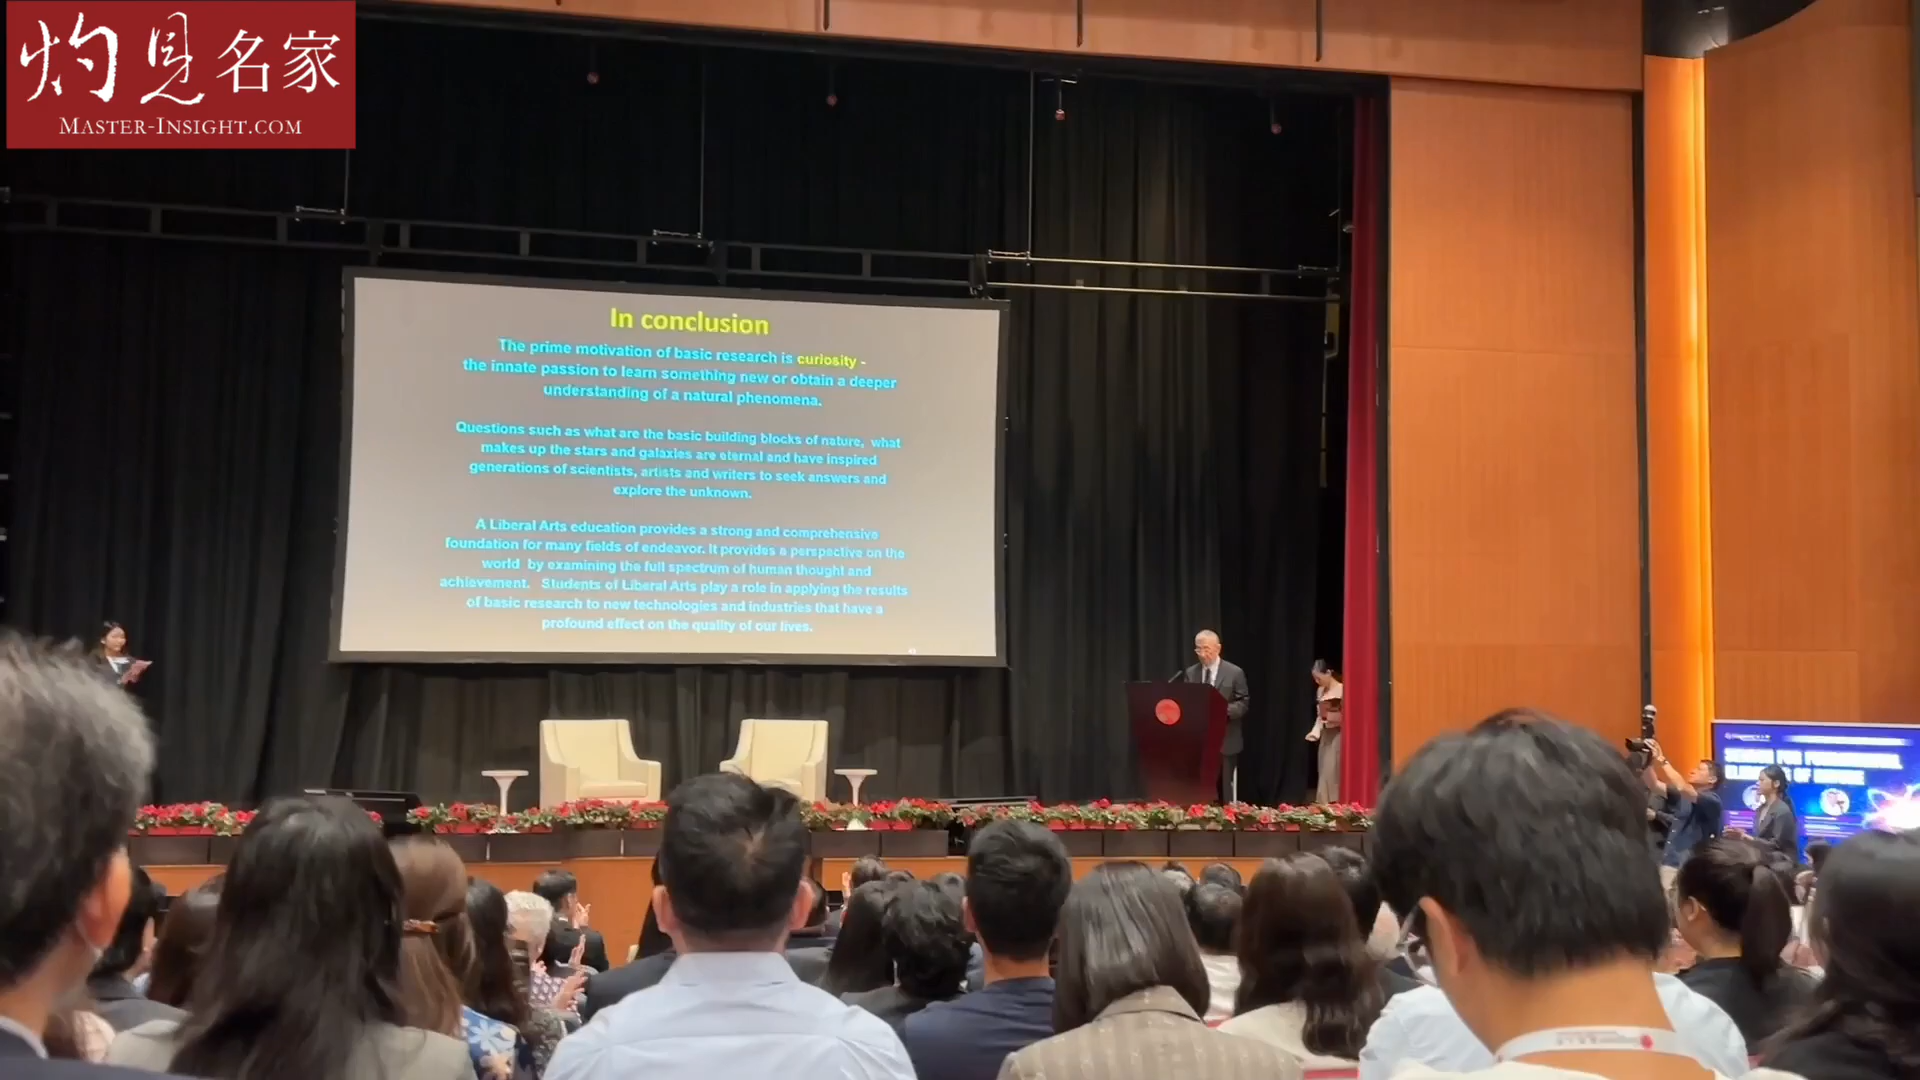 灼見名家
MASTER-INSIGHT.COM
In conclusion
The prime motivation of basic research is curiosity -
the innate passion to learn something new or obtain a deeper
understanding of a natural phenomena.
Questions such as what are the basic building blocks of nature, what
makes up the stars and galaxies are eternal and have inspired
generations of scientists, artists and writers to seek answers and
explore the unknown.
A Liberal Arts education provides a strong and comprehensive
foundation for many fields of endeavor. It provides a perspective on the
world by examining the full spectrum of human thought and
achievement. Students of Liberal Arts play a role in applying the results
of basic research to new technologies and industries that have a
profound effect on the quality of our lives.